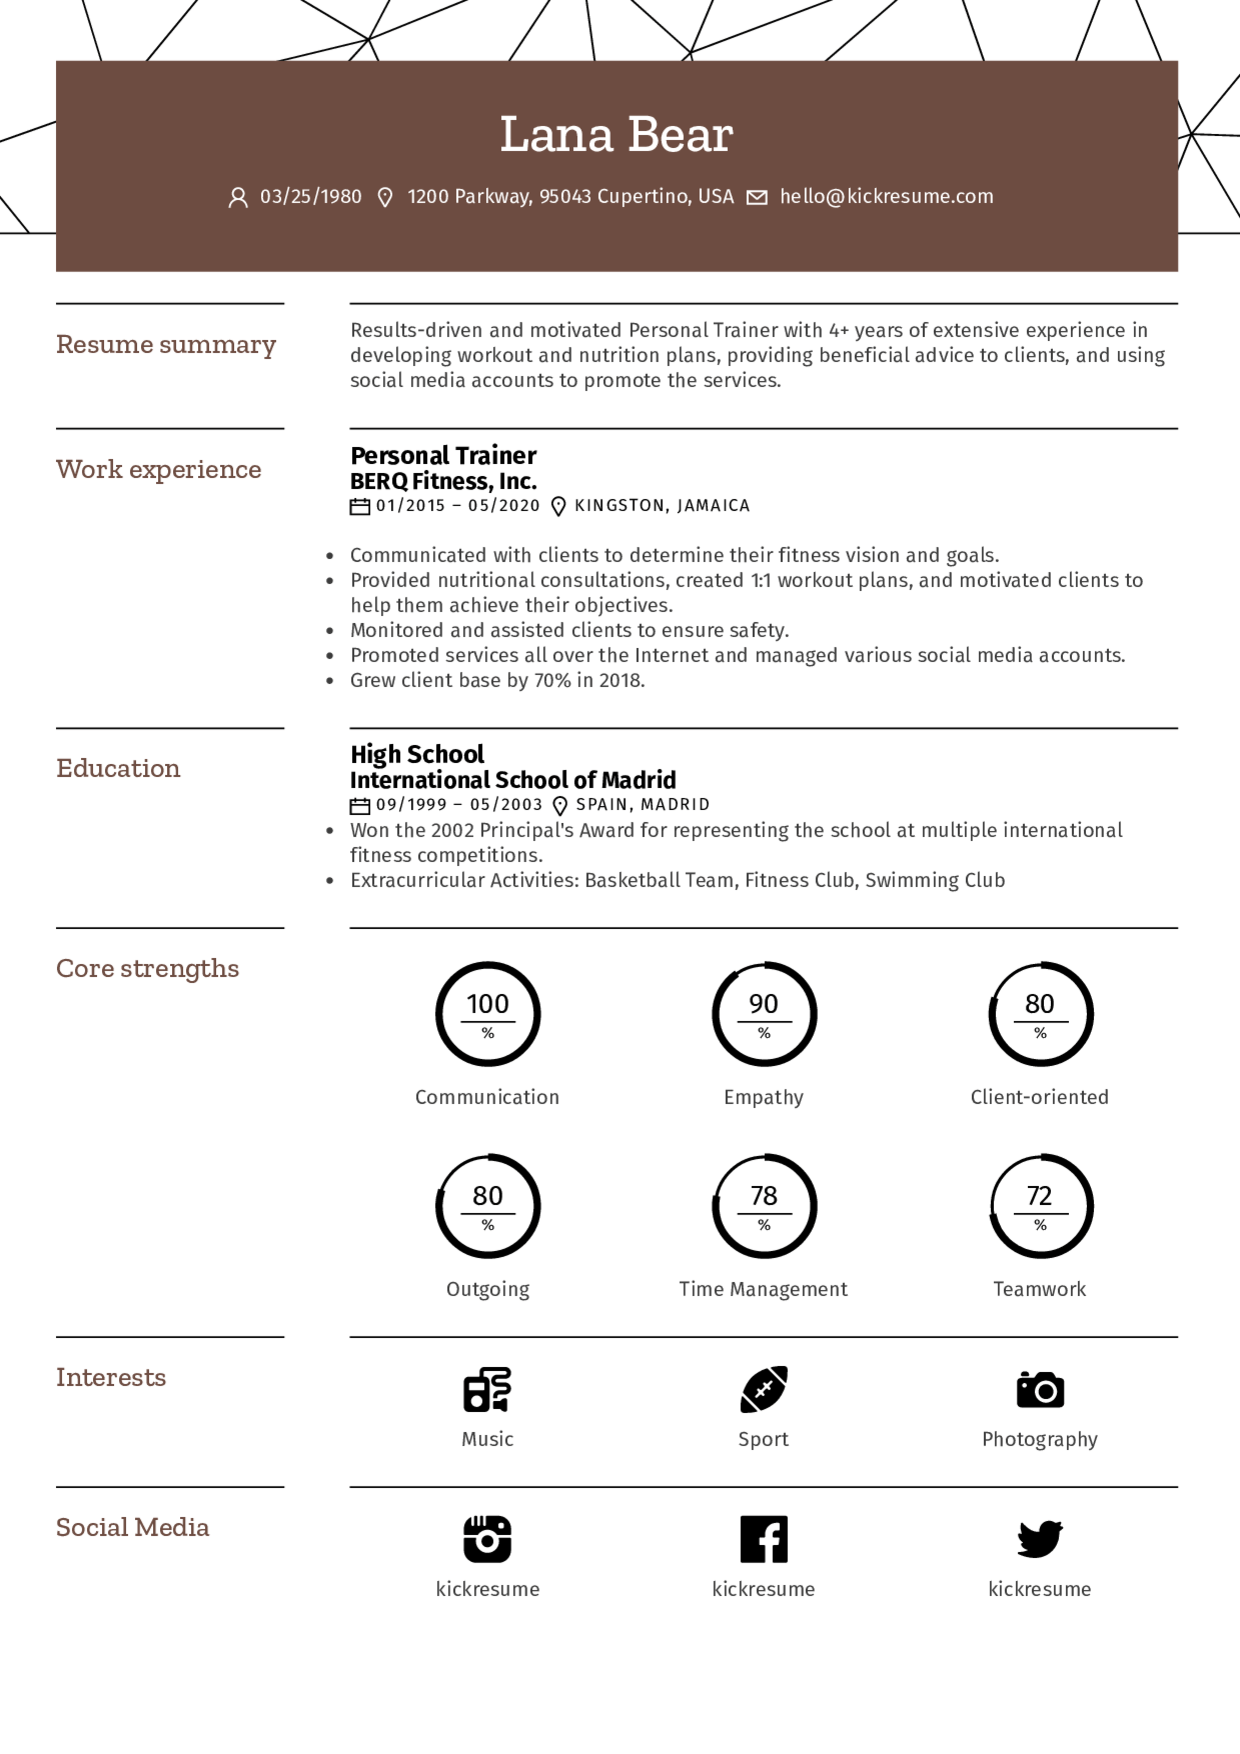 Lana Bear
03/25/1980 1200 Parkway, 95043 Cupertino, USA hello@kickresume.com
Resume summary
Results-driven and motivated Personal Trainer with 4+ years of extensive experience in
developing workout and nutrition plans, providing beneficial advice to clients, and using
social media accounts to promote the services.
Work experience
Personal Trainer
BERQ Fitness, Inc.
01/2015 – 05/2020 KINGSTON, JAMAICA
• Communicated with clients to determine their fitness vision and goals.
• Provided nutritional consultations, created 1:1 workout plans, and motivated clients to
help them achieve their objectives.
• Monitored and assisted clients to ensure safety.
• Promoted services all over the Internet and managed various social media accounts.
• Grew client base by 70% in 2018.
Education
High School
International School of Madrid
09/1999 – 05/2003 SPAIN, MADRID
• Won the 2002 Principal's Award for representing the school at multiple international
fitness competitions.
• Extracurricular Activities: Basketball Team, Fitness Club, Swimming Club
Core strengths
100 90 80
% % %
Communication Empathy Client-oriented
80 78 72
% % %
Outgoing Time Management Teamwork
Interests
Music Sport Photography
Social Media
kickresume kickresume kickresume